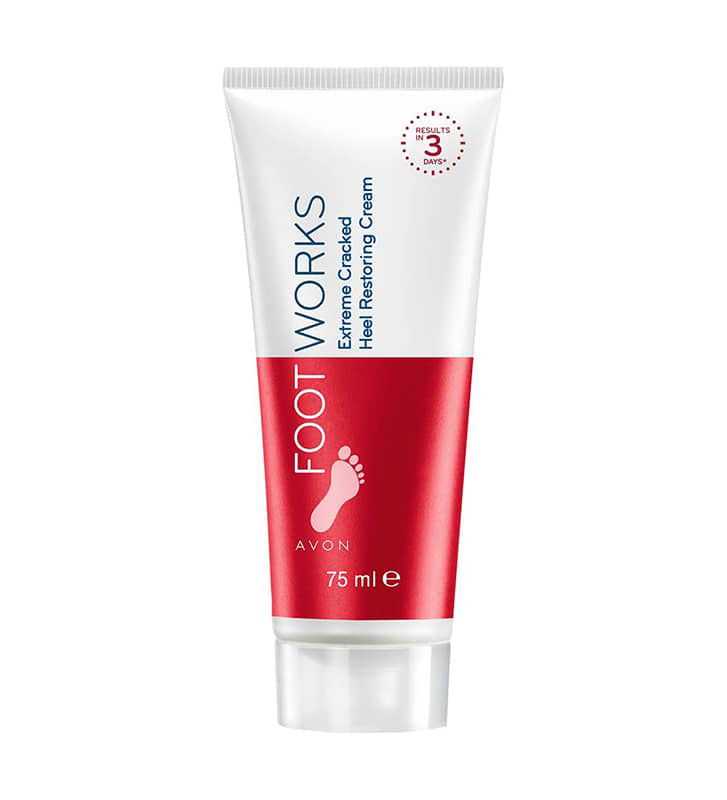 RESULTS
IN
3
DAYS*
FOOT WORKS
Extreme Cracked
Heel Restoring Cream
AVON
75 ml e